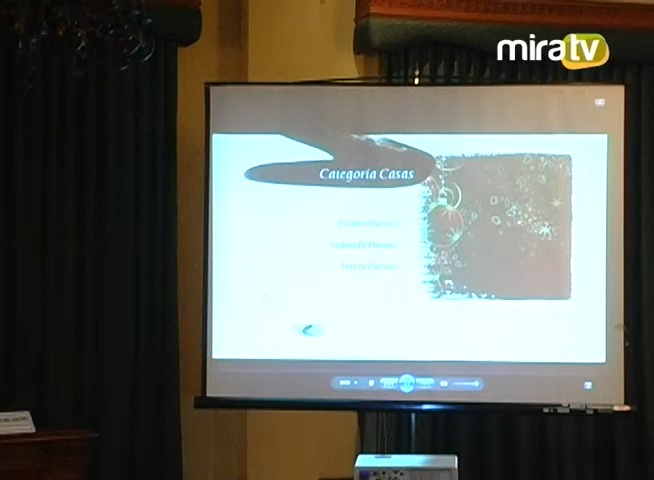 miratv
Categoría Casas
Primer Puesto
Segundo Puesto
Tercer Puesto